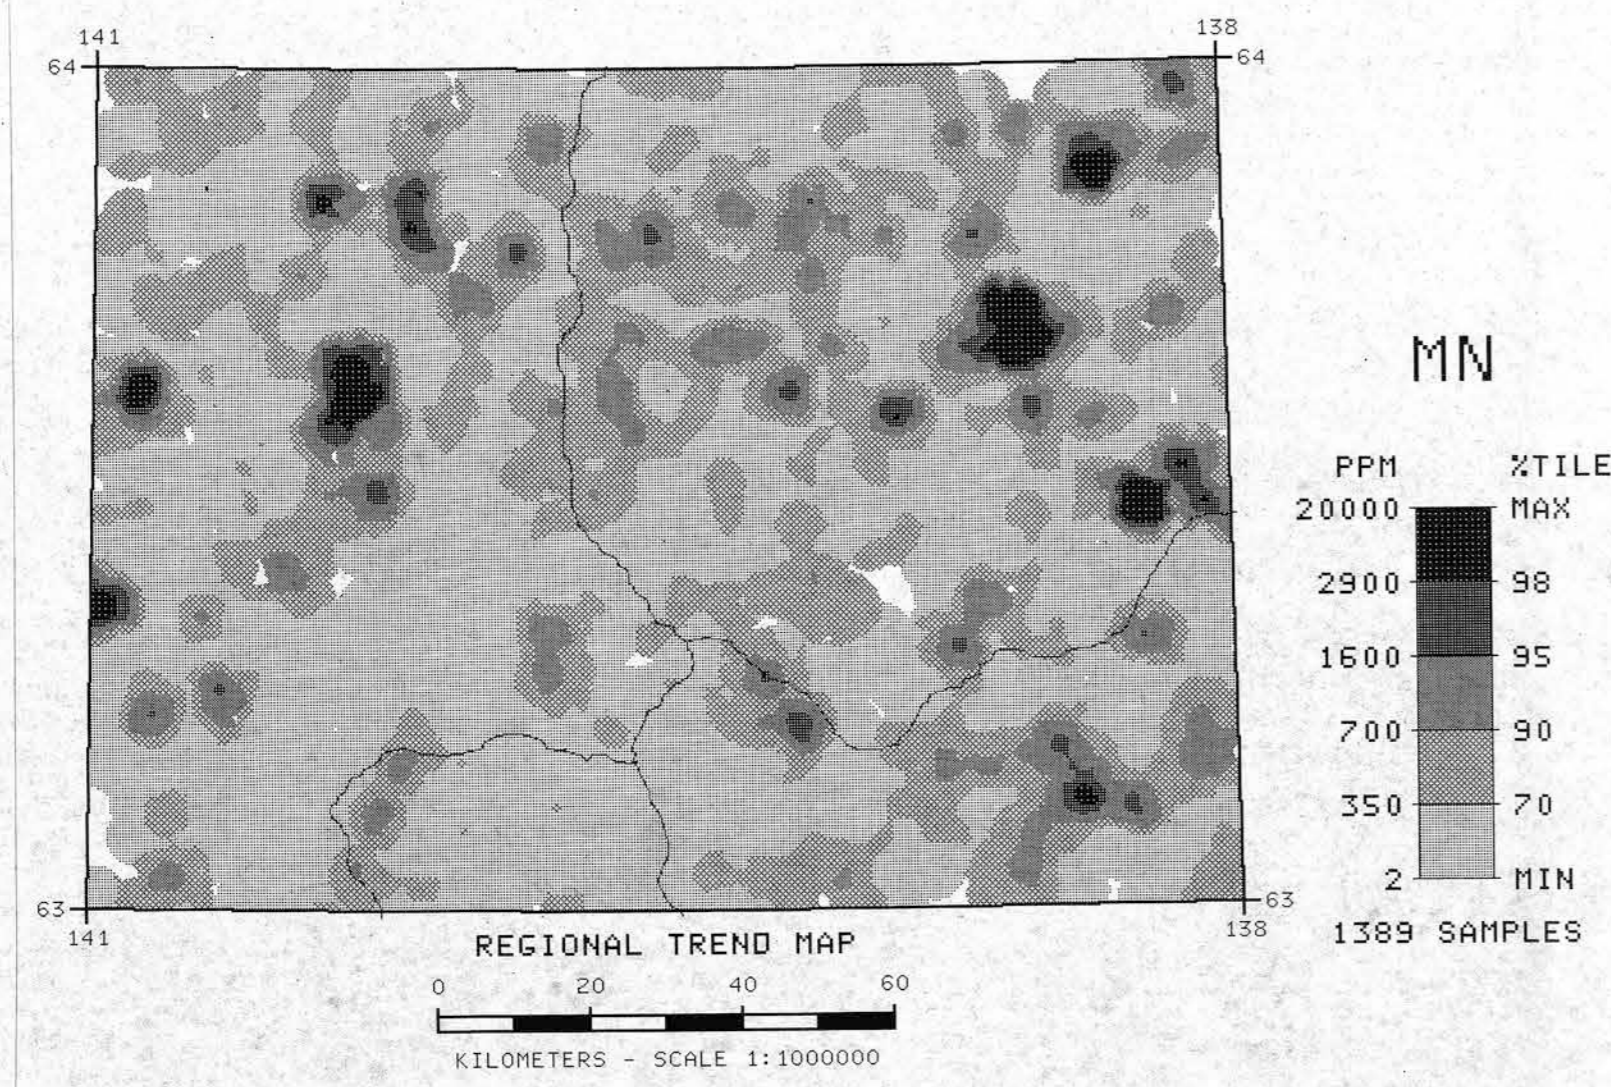 141
138
64
64
MN
PPM %TILE
20000 MAX
2900 98
1600 95
700 90
350 70
2 MIN
63
63
141
138
1389 SAMPLES
REGIONAL TREND MAP
0 20 40 60
KILOMETERS - SCALE 1:1000000